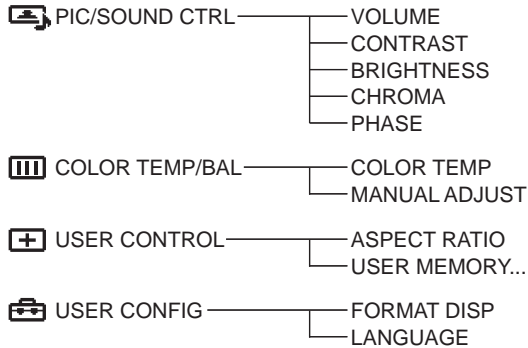 PIC/SOUND CTRL VOLUME
CONTRAST
BRIGHTNESS
CHROMA
PHASE
COLOR TEMP/BAL COLOR TEMP
MANUAL ADJUST
USER CONTROL ASPECT RATIO
USER MEMORY...
USER CONFIG FORMAT DISP
LANGUAGE